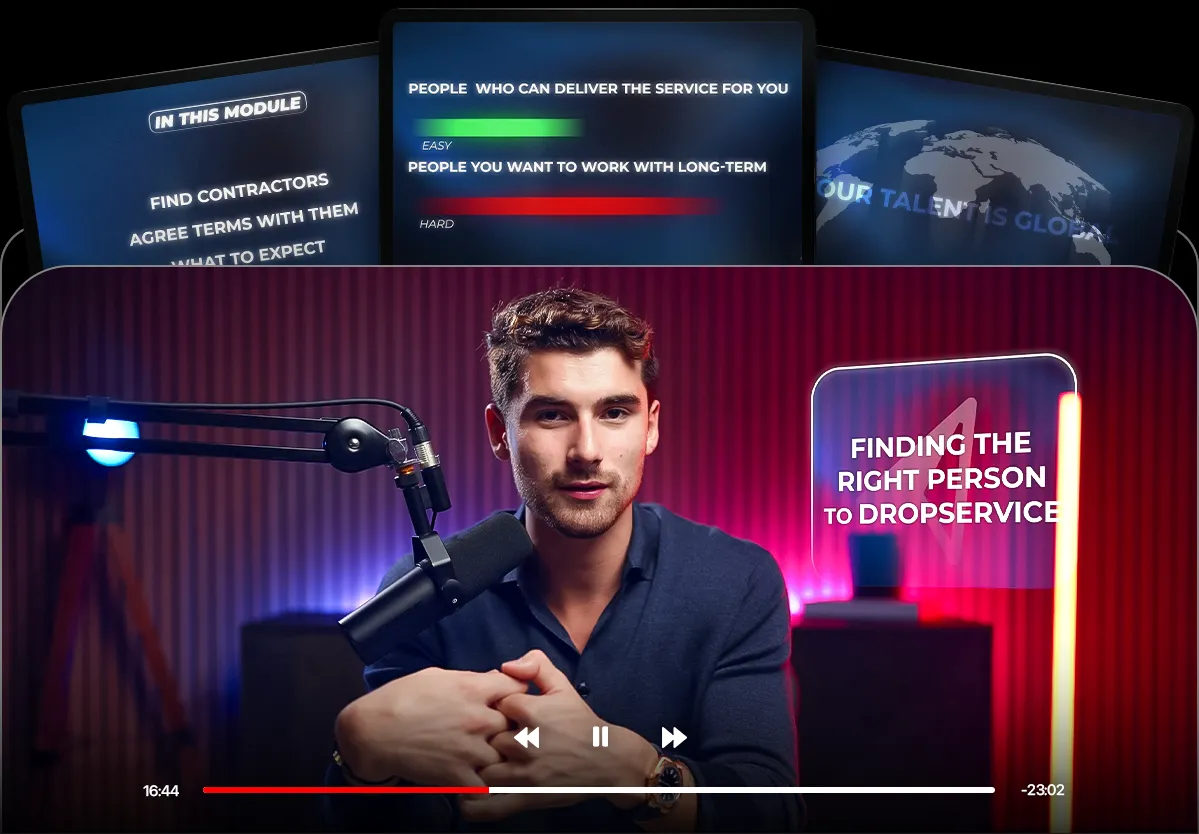 IN THIS MODULE
FIND CONTRACTORS
AGREE TERMS WITH THEM
WHAT TO EXPECT
PEOPLE WHO CAN DELIVER THE SERVICE FOR YOU
EASY
PEOPLE YOU WANT TO WORK WITH LONG-TERM
HARD
OUR TALENT IS GLOBAL
FINDING THE
RIGHT PERSON
TO DROPSERVICE
16:44
-23:02